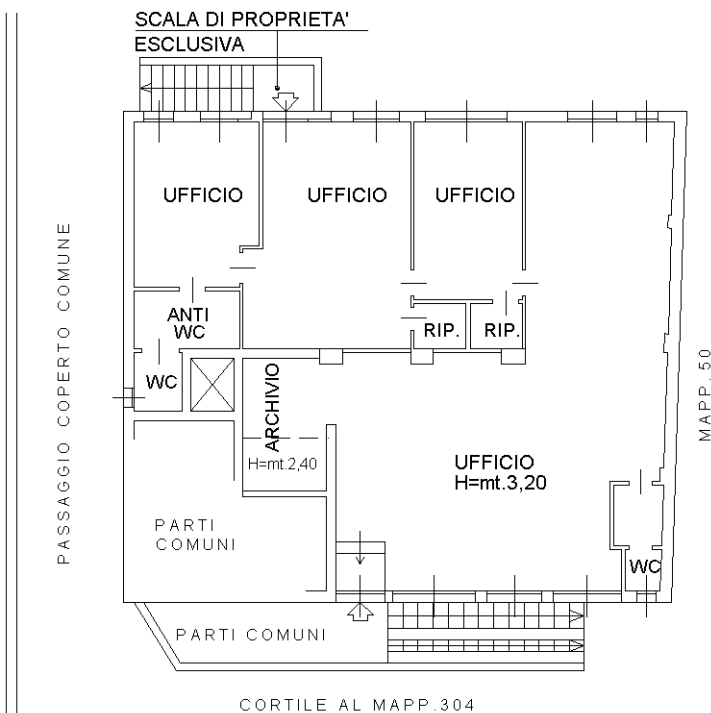 SCALA DI PROPRIETA'
ESCLUSIVA
UFFICIO
UFFICIO
UFFICIO
PASSAGGIO COPERTO COMUNE
ANTI
WC
RIP.
RIP.
WC
ARCHIVIO
H=mt.2,40
UFFICIO
H=mt.3,20
MAPP. 50
PARTI
COMUNI
WC
PARTI COMUNI
CORTILE AL MAPP.304